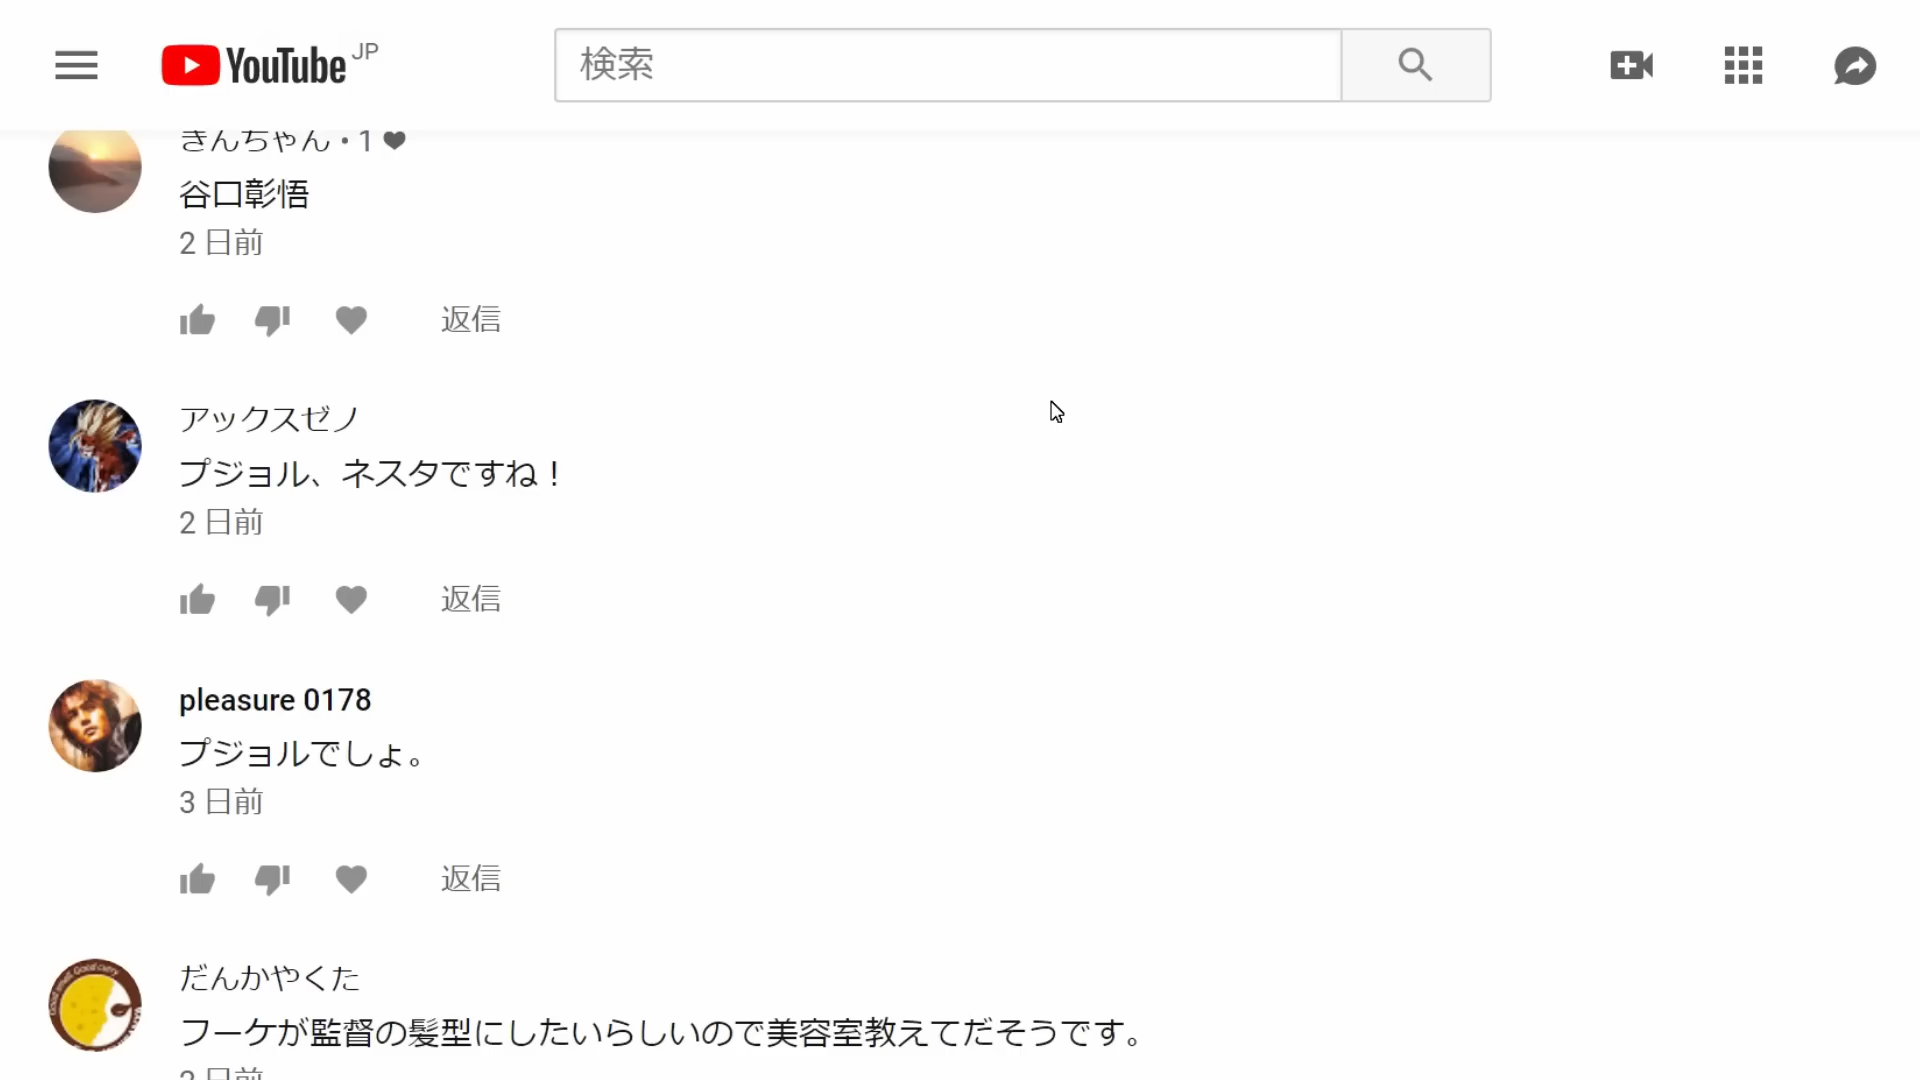 YouTube JP
検索
きんちゃん・1
谷口彰悟
2 日前
返信
アックスゼノ
プジョル、ネスタですね！
2 日前
返信
pleasure 0178
プジョルでしょ。
3 日前
返信
だんかやくた
フーケが監督の髪型にしたいらしいので美容室教えてだそうです。
日前